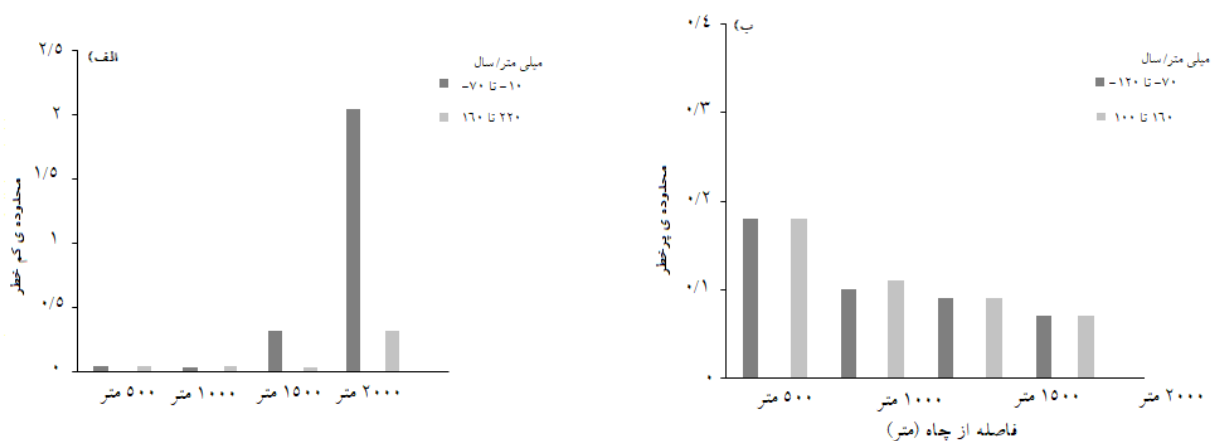 الف)
۲/۵
۲
۱/۵
۱
۰/۵
۰
محدوده ی کم خطر
میلی متر/ سال
-۷۰ تا -۱۰
۱۶۰ تا ۲۲۰
۵۰۰ متر
۱۰۰۰ متر
۱۵۰۰ متر
۲۰۰۰ متر
ب)
۰/٤
۰/۳
۰/۲
۰/۱
۰
محدوده ی پرخطر
میلی متر/ سال
-۱۲۰ تا -۷۰
۱۰۰ تا ۱۶۰
۵۰۰ متر
۱۰۰۰ متر
۱۵۰۰ متر
۲۰۰۰ متر
فاصله از چاه (متر)